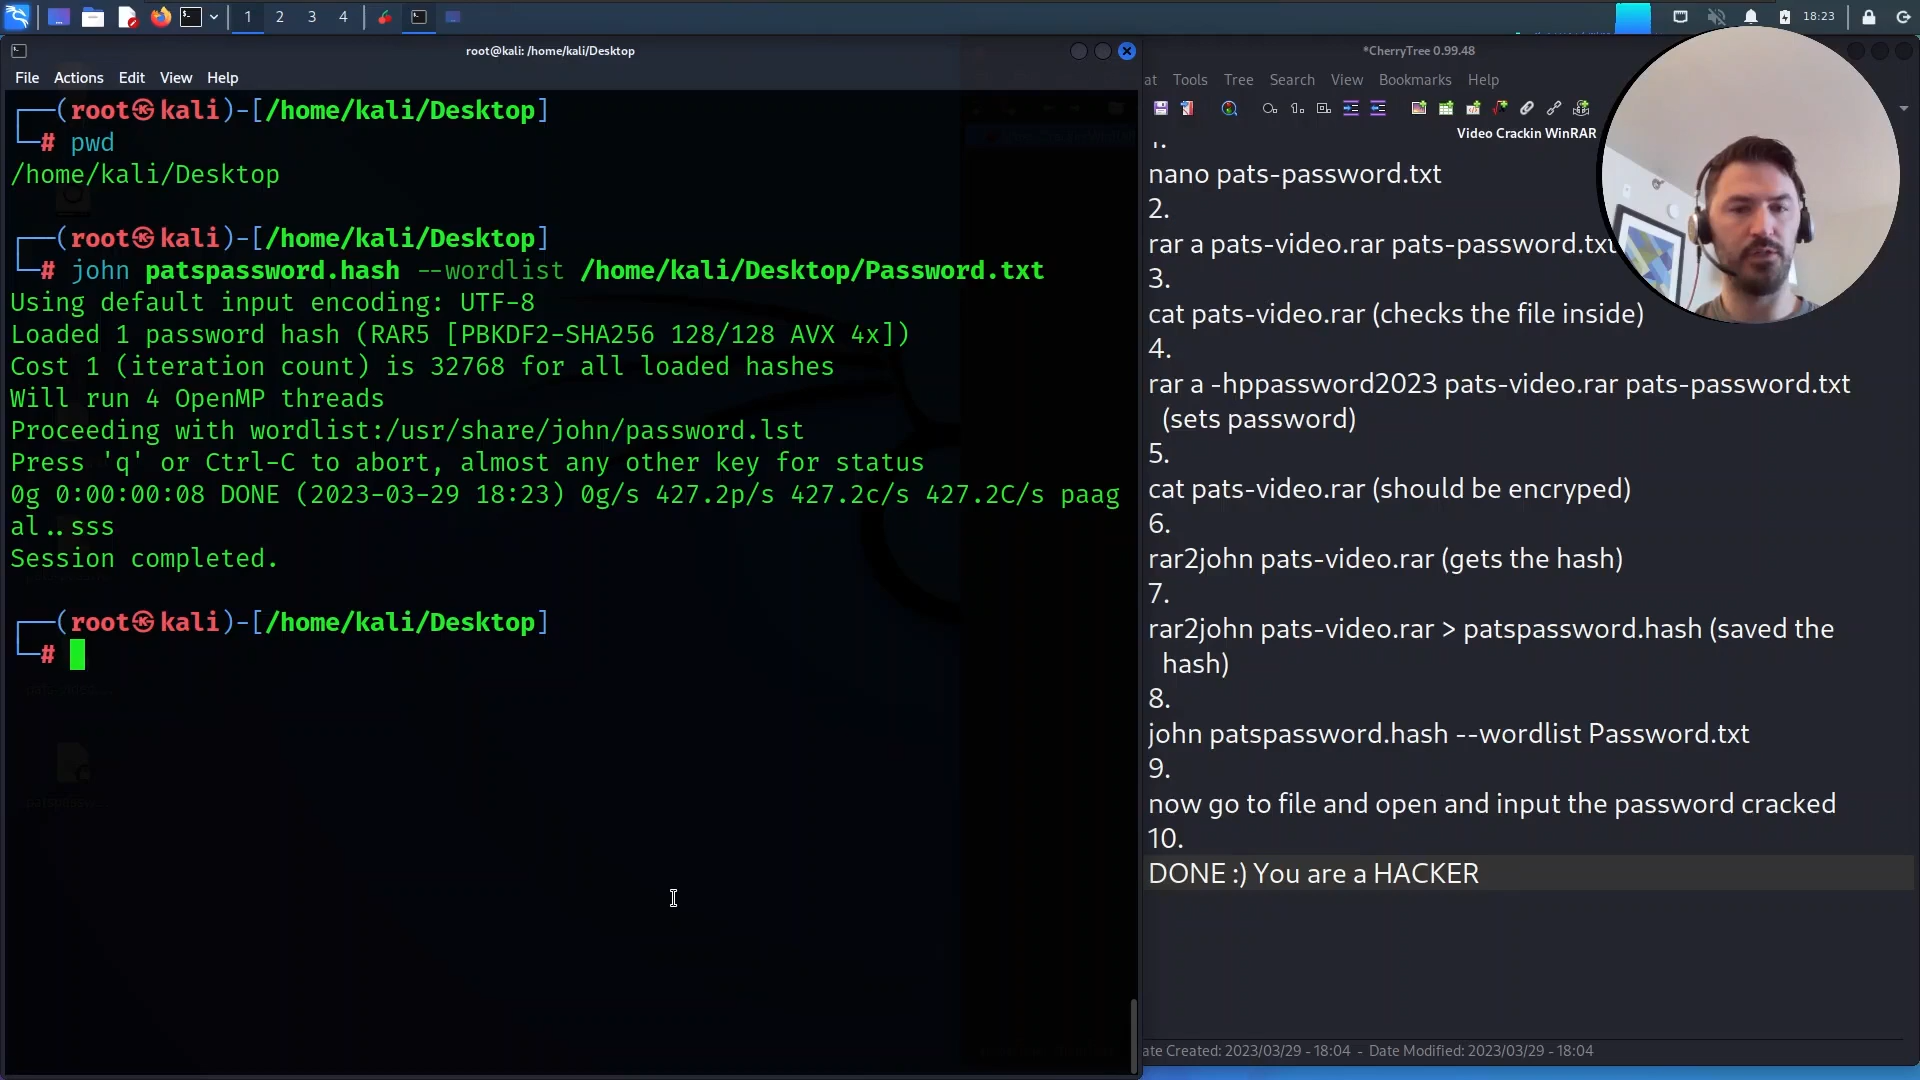 1 2 3 4 18:23
root@kali: /home/kali/Desktop
File Actions Edit View Help
┌──(root㉿kali)-[/home/kali/Desktop]
└─# pwd
/home/kali/Desktop
┌──(root㉿kali)-[/home/kali/Desktop]
└─# john patspassword.hash --wordlist /home/kali/Desktop/Password.txt
Using default input encoding: UTF-8
Loaded 1 password hash (RAR5 [PBKDF2-SHA256 128/128 AVX 4x])
Cost 1 (iteration count) is 32768 for all loaded hashes
Will run 4 OpenMP threads
Proceeding with wordlist:/usr/share/john/password.lst
Press 'q' or Ctrl-C to abort, almost any other key for status
0g 0:00:00:08 DONE (2023-03-29 18:23) 0g/s 427.2p/s 427.2c/s 427.2C/s paag
al..sss
Session completed.
┌──(root㉿kali)-[/home/kali/Desktop]
└─#
*CherryTree 0.99.48
at Tools Tree Search View Bookmarks Help
Video Crackin WinRAR
1.
nano pats-password.txt
2.
rar a pats-video.rar pats-password.txt
3.
cat pats-video.rar (checks the file inside)
4.
rar a -hppassword2023 pats-video.rar pats-password.txt
(sets password)
5.
cat pats-video.rar (should be encryped)
6.
rar2john pats-video.rar (gets the hash)
7.
rar2john pats-video.rar > patspassword.hash (saved the
hash)
8.
john patspassword.hash --wordlist Password.txt
9.
now go to file and open and input the password cracked
10.
DONE :) You are a HACKER
ate Created: 2023/03/29 - 18:04 - Date Modified: 2023/03/29 - 18:04